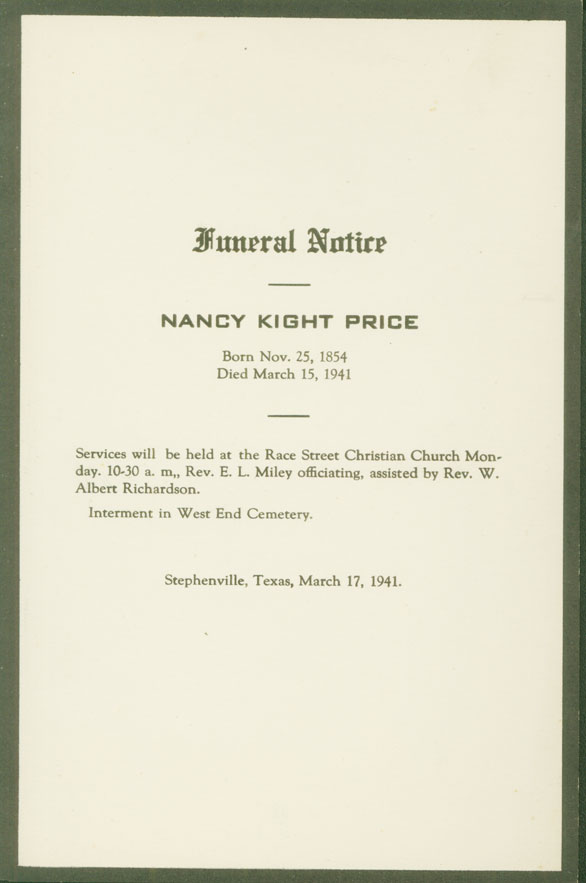 Funeral Notice
NANCY KIGHT PRICE
Born Nov. 25, 1854
Died March 15, 1941
Services will be held at the Race Street Christian Church Mon-
day. 10-30 a. m,, Rev. E. L. Miley officiating, assisted by Rev. W.
Albert Richardson.
Interment in West End Cemetery.
Stephenville, Texas, March 17, 1941.